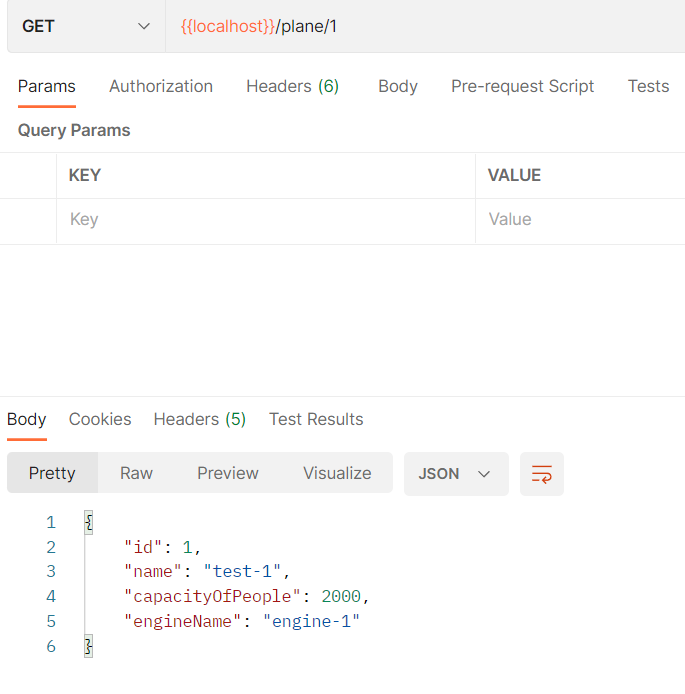 GET {{localhost}}/plane/1
Params Authorization Headers (6) Body Pre-request Script Tests
Query Params
KEY VALUE
Key Value
Body Cookies Headers (5) Test Results
Pretty Raw Preview Visualize JSON
1 {
2 "id": 1,
3 "name": "test-1",
4 "capacityOfPeople": 2000,
5 "engineName": "engine-1"
6 }